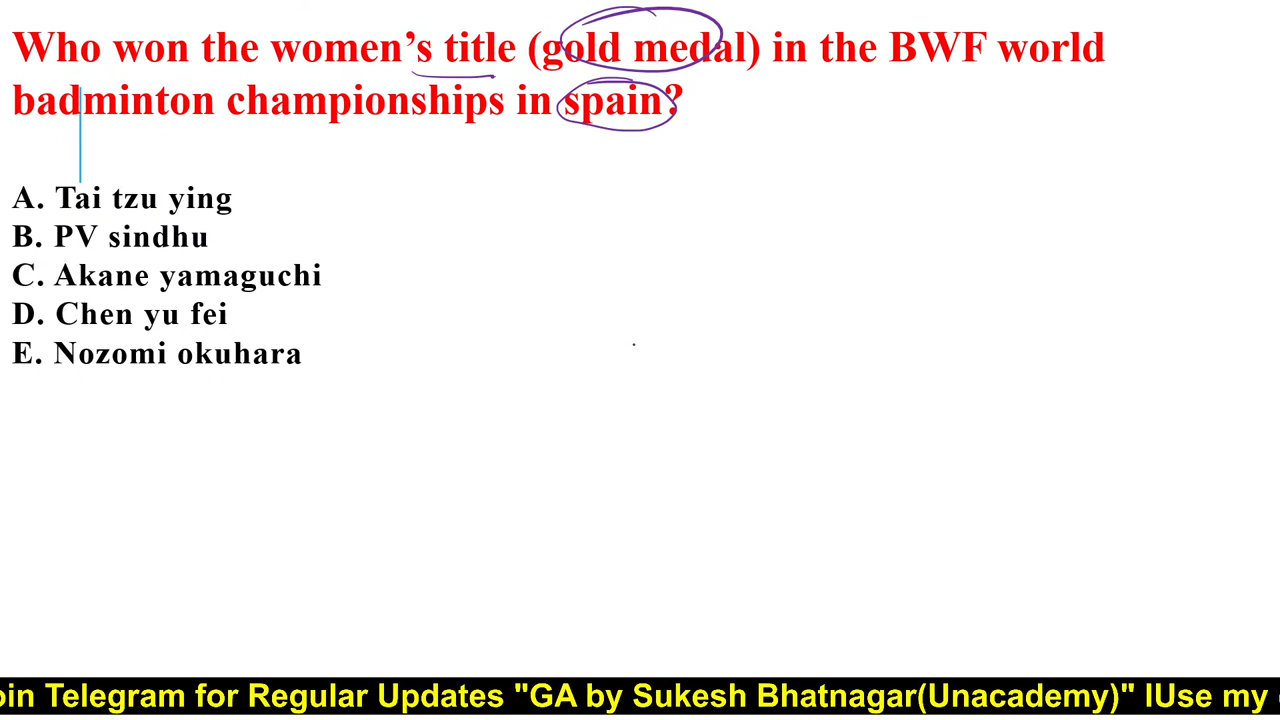 Who won the women’s title (gold medal) in the BWF world
badminton championships in spain?
A. Tai tzu ying
B. PV sindhu
C. Akane yamaguchi
D. Chen yu fei
E. Nozomi okuhara
oin Telegram for Regular Updates "GA by Sukesh Bhatnagar(Unacademy)" lUse my